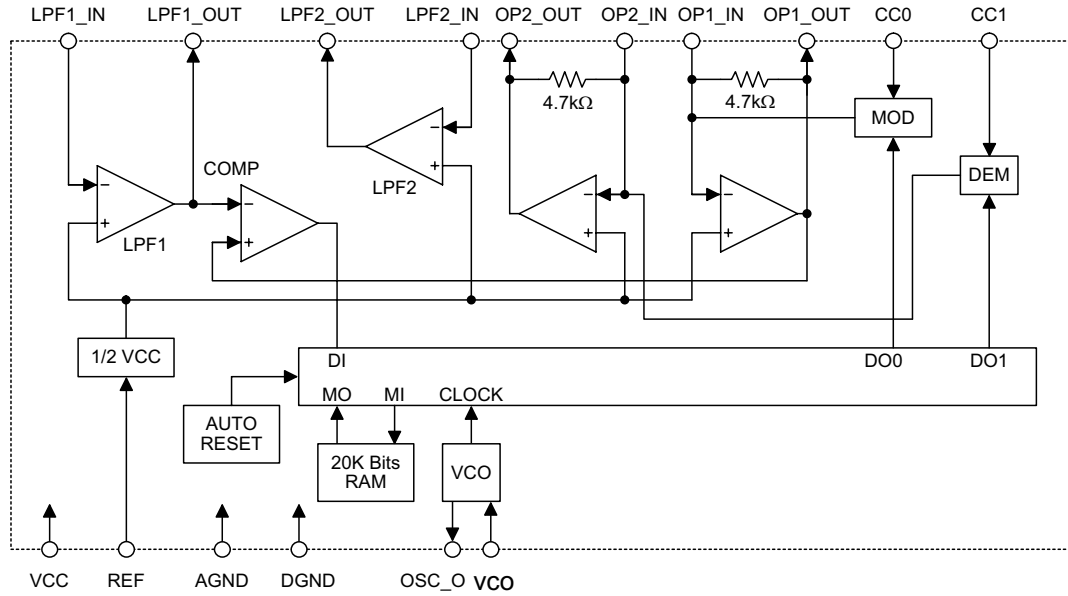 LPF1_IN LPF1_OUT LPF2_OUT LPF2_IN OP2_OUT OP2_IN OP1_IN OP1_OUT CC0 CC1
4.7kΩ 4.7kΩ
MOD
−
+
LPF2
COMP
DEM
−
+
LPF1
−
+
−
+
−
+
1/2 VCC
DI DO0 DO1
MO MI CLOCK
AUTO
RESET
20K Bits
RAM
VCO
VCC REF AGND DGND OSC_O VCO